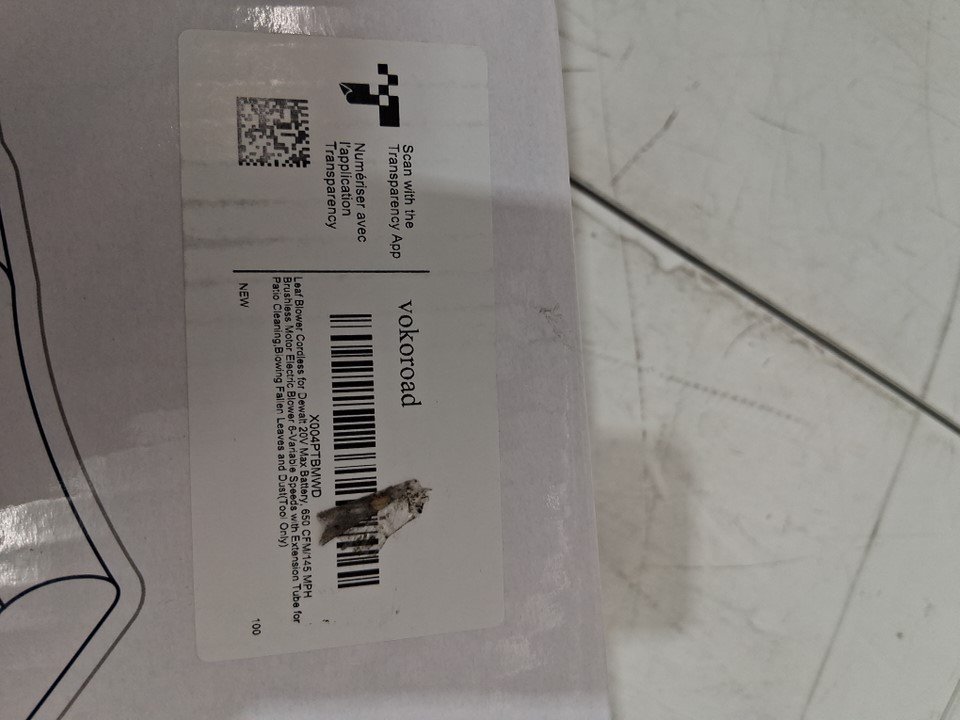 Scan with the
Transparency App
Numériser avec
l'application
Transparency
vokoroad
X004PTBMWD
Leaf Blower Cordless for Dewalt 20V Max Battery, 650 CFM/145 MPH
Brushless Motor Electric Blower 6-Variable Speeds with Extension Tube for
Patio Cleaning,Blowing Fallen Leaves and Dust(Tool Only)
NEW
100